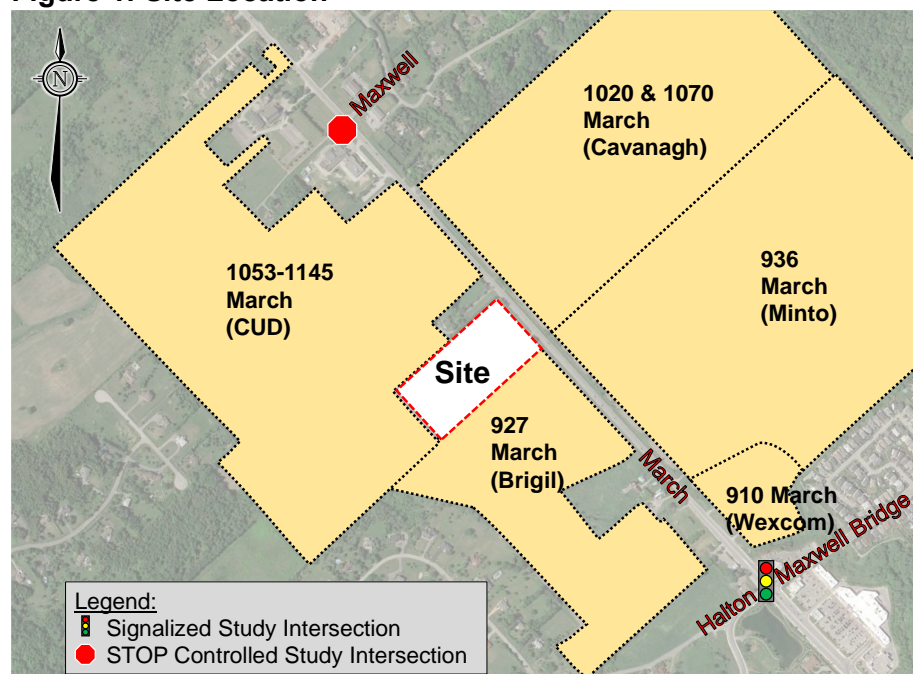 Figure 1: Site Location
N
Maxwell
1020 & 1070
March
(Cavanagh)
1053-1145
March
(CUD)
936
March
(Minto)
Site
927
March
(Brigil)
March
910 March
(Wexcom)
Halton
Maxwell Bridge
Legend:
Signalized Study Intersection
STOP Controlled Study Intersection